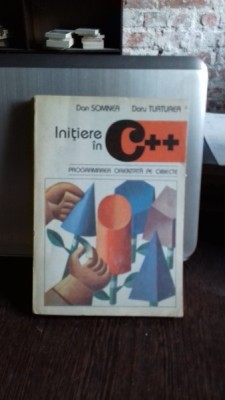 Dan SOMNEA Doru TURTUREA
Inițiere
în
C++
PROGRAMAREA ORIENTATĂ PE OBIECTE